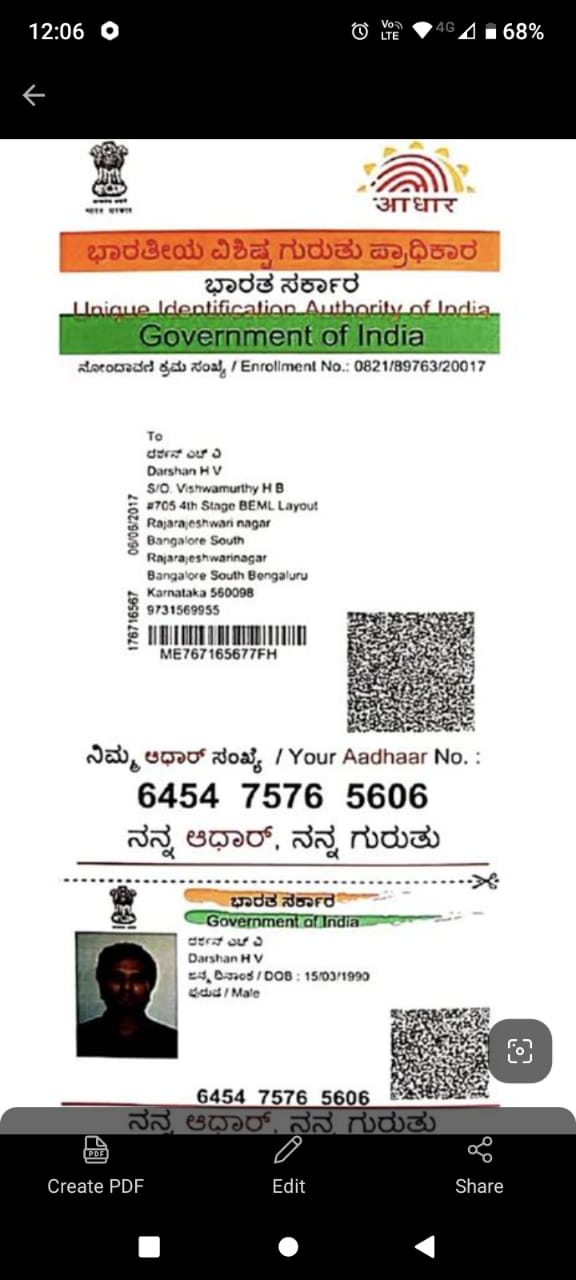 12:06
Vo))
LTE
4G
68%
भारत सरकार
आधार
ಭಾರತೀಯ ವಿಶಿಷ್ಟ ಗುರುತು ಪ್ರಾಧಿಕಾರ
ಭಾರತ ಸರ್ಕಾರ
Unique Identification Authority of India
Government of India
ನೋಂದಾವಣಿ ಕ್ರಮ ಸಂಖ್ಯೆ / Enrollment No.: 0821/89763/20017
To
ದರ್ಶನ್ ಎಚ್ ವಿ
Darshan H V
S/O. Vishwamurthy H B
#705 4th Stage BEML Layout
Rajarajeshwari nagar
Bangalore South
Rajarajeshwarinagar
Bangalore South Bengaluru
Karnataka 560098
9731569955
06/06/2017
176716567
ME767165677FH
ನಿಮ್ಮ ಆಧಾರ್ ಸಂಖ್ಯೆ / Your Aadhaar No. :
6454 7576 5606
ನನ್ನ ಆಧಾರ್, ನನ್ನ ಗುರುತು
ಭಾರತ ಸರ್ಕಾರ
Government of India
ದರ್ಶನ್ ಎಚ್ ವಿ
Darshan H V
ಜನ್ಮ ದಿನಾಂಕ / DOB : 15/03/1990
ಪುರುಷ / Male
6454 7576 5606
ನನ್ನ ಆಧಾರ್, ನನ್ನ ಗುರುತು
PDF
Create PDF
Edit
Share